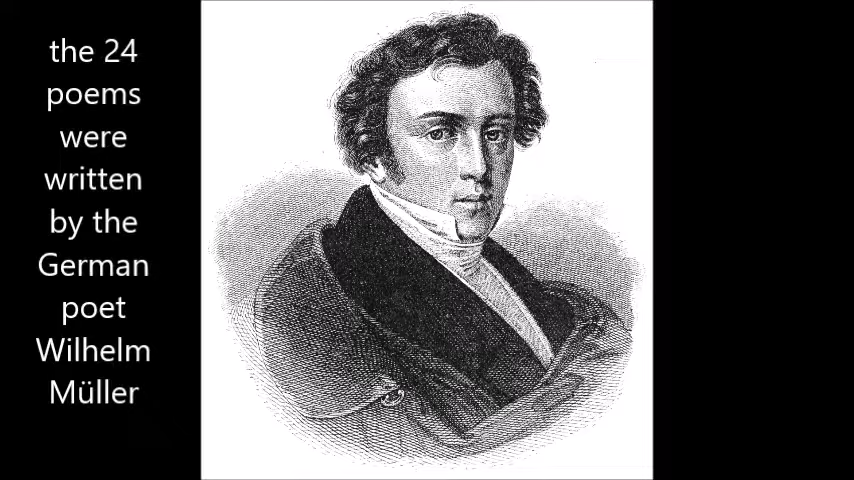 the 24
poems
were
written
by the
German
poet
Wilhelm
Müller